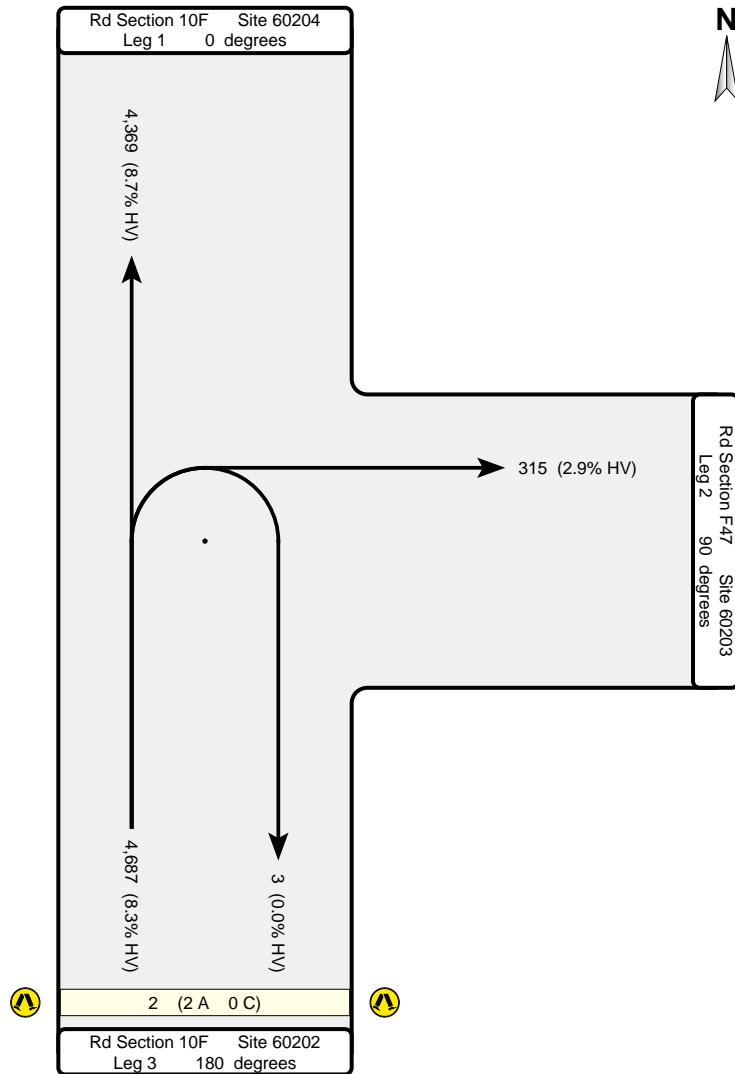 Rd Section 10F Site 60204
Leg 1 0 degrees
N
4,369 (8.7% HV)
315 (2.9% HV)
Rd Section F47 Site 60203
Leg 2 90 degrees
4,687 (8.3% HV)
3 (0.0% HV)
2 (2 A 0 C)
Rd Section 10F Site 60202
Leg 3 180 degrees